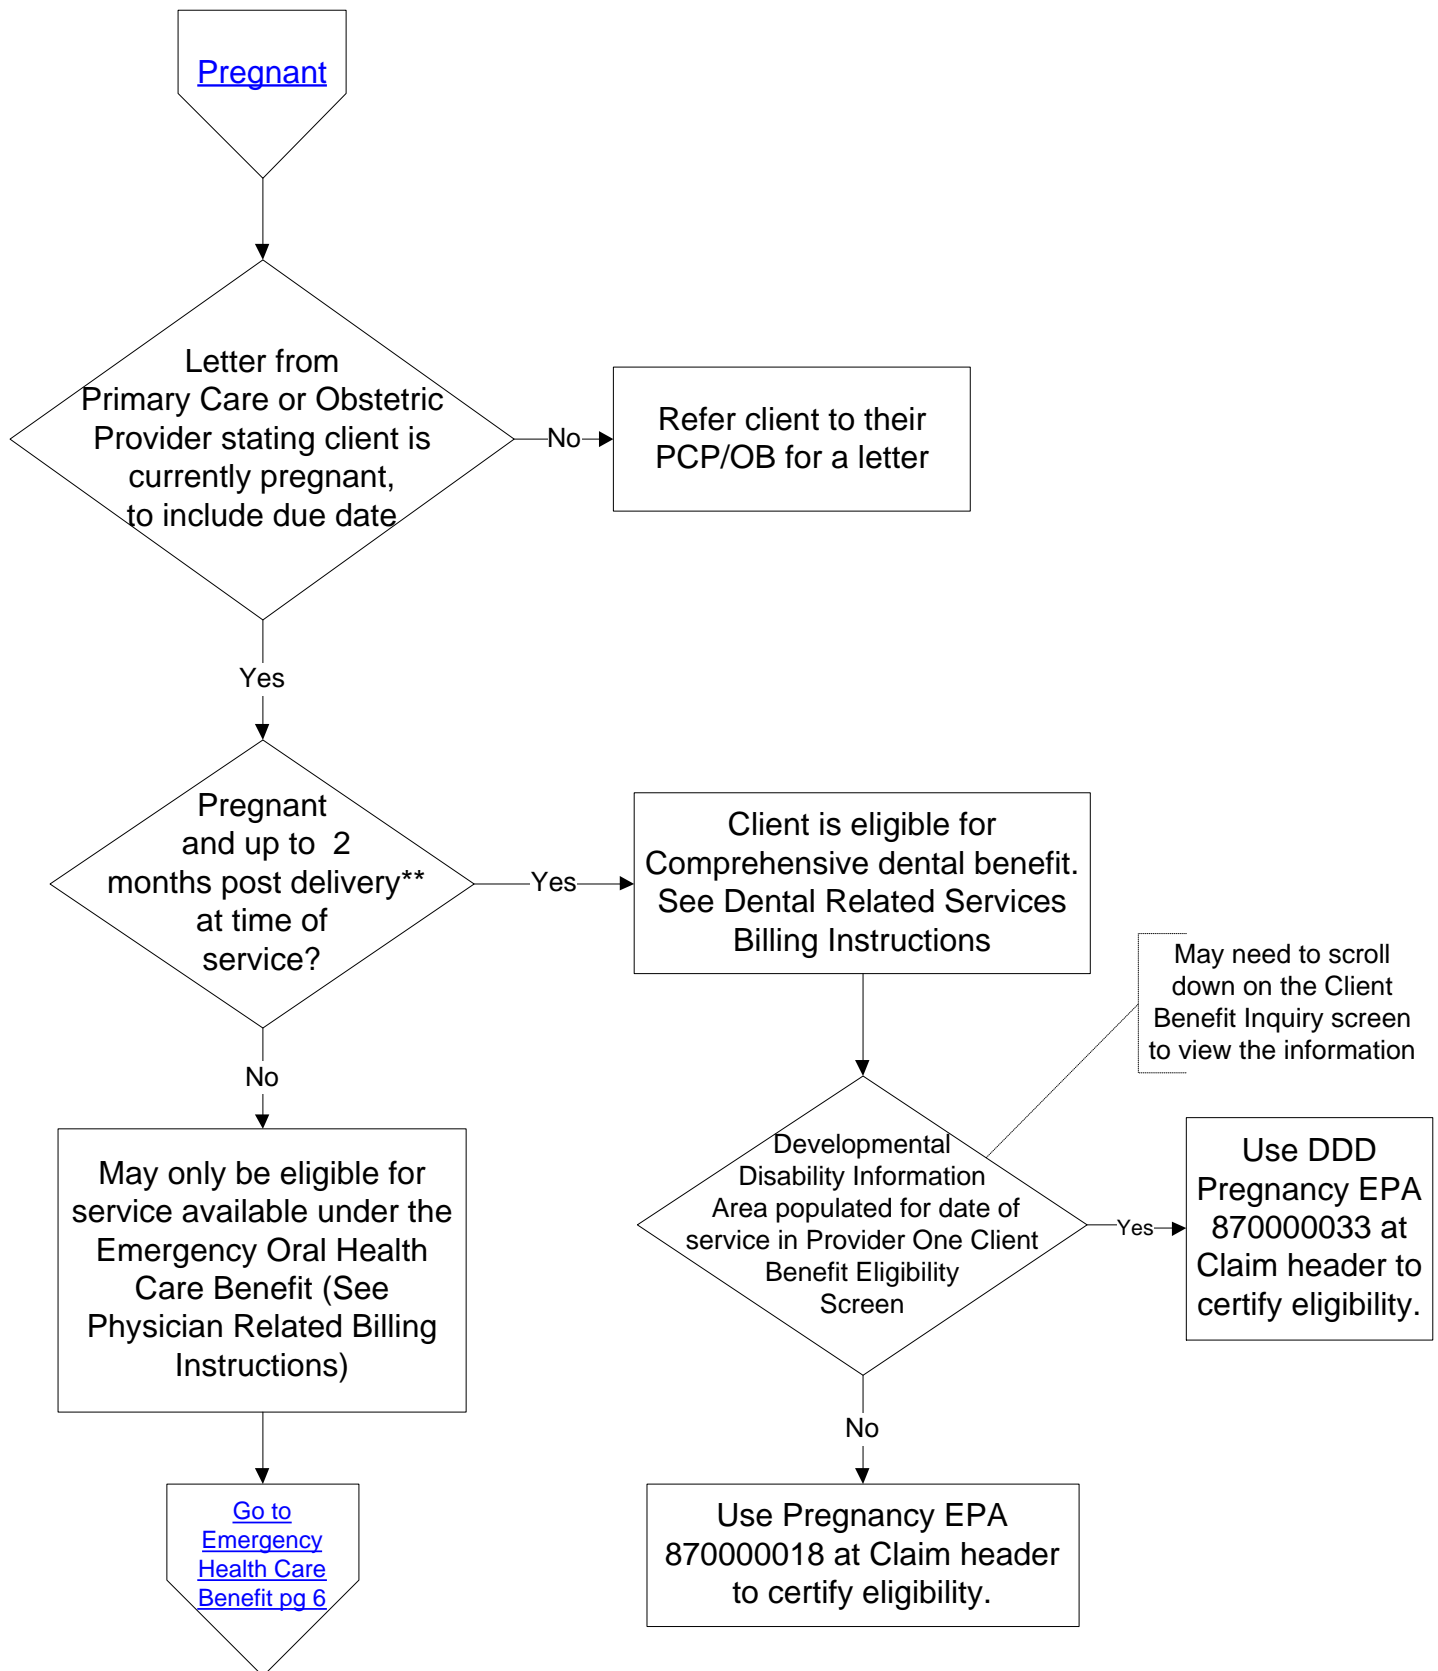 Pregnant
Letter from
Primary Care or Obstetric
Provider stating client is
currently pregnant,
to include due date
No
Refer client to their
PCP/OB for a letter
Yes
Pregnant
and up to 2
months post delivery**
at time of
service?
Yes
Client is eligible for
Comprehensive dental benefit.
See Dental Related Services
Billing Instructions
May need to scroll
down on the Client
Benefit Inquiry screen
to view the information
No
May only be eligible for
service available under the
Emergency Oral Health
Care Benefit (See
Physician Related Billing
Instructions)
Developmental
Disability Information
Area populated for date of
service in Provider One Client
Benefit Eligibility
Screen
Yes
Use DDD
Pregnancy EPA
870000033 at
Claim header to
certify eligibility.
No
Go to
Emergency
Health Care
Benefit pg 6
Use Pregnancy EPA
870000018 at Claim header
to certify eligibility.